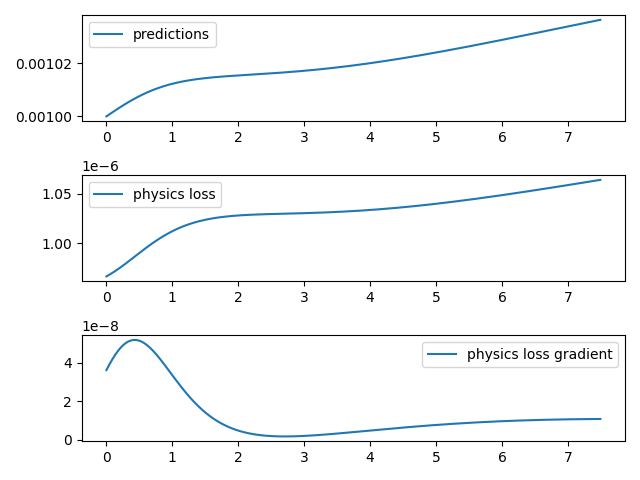 predictions
0.00102
0.00100
0 1 2 3 4 5 6 7
1e−6
physics loss
1.05
1.00
0 1 2 3 4 5 6 7
1e−8
physics loss gradient
4
2
0
0 1 2 3 4 5 6 7